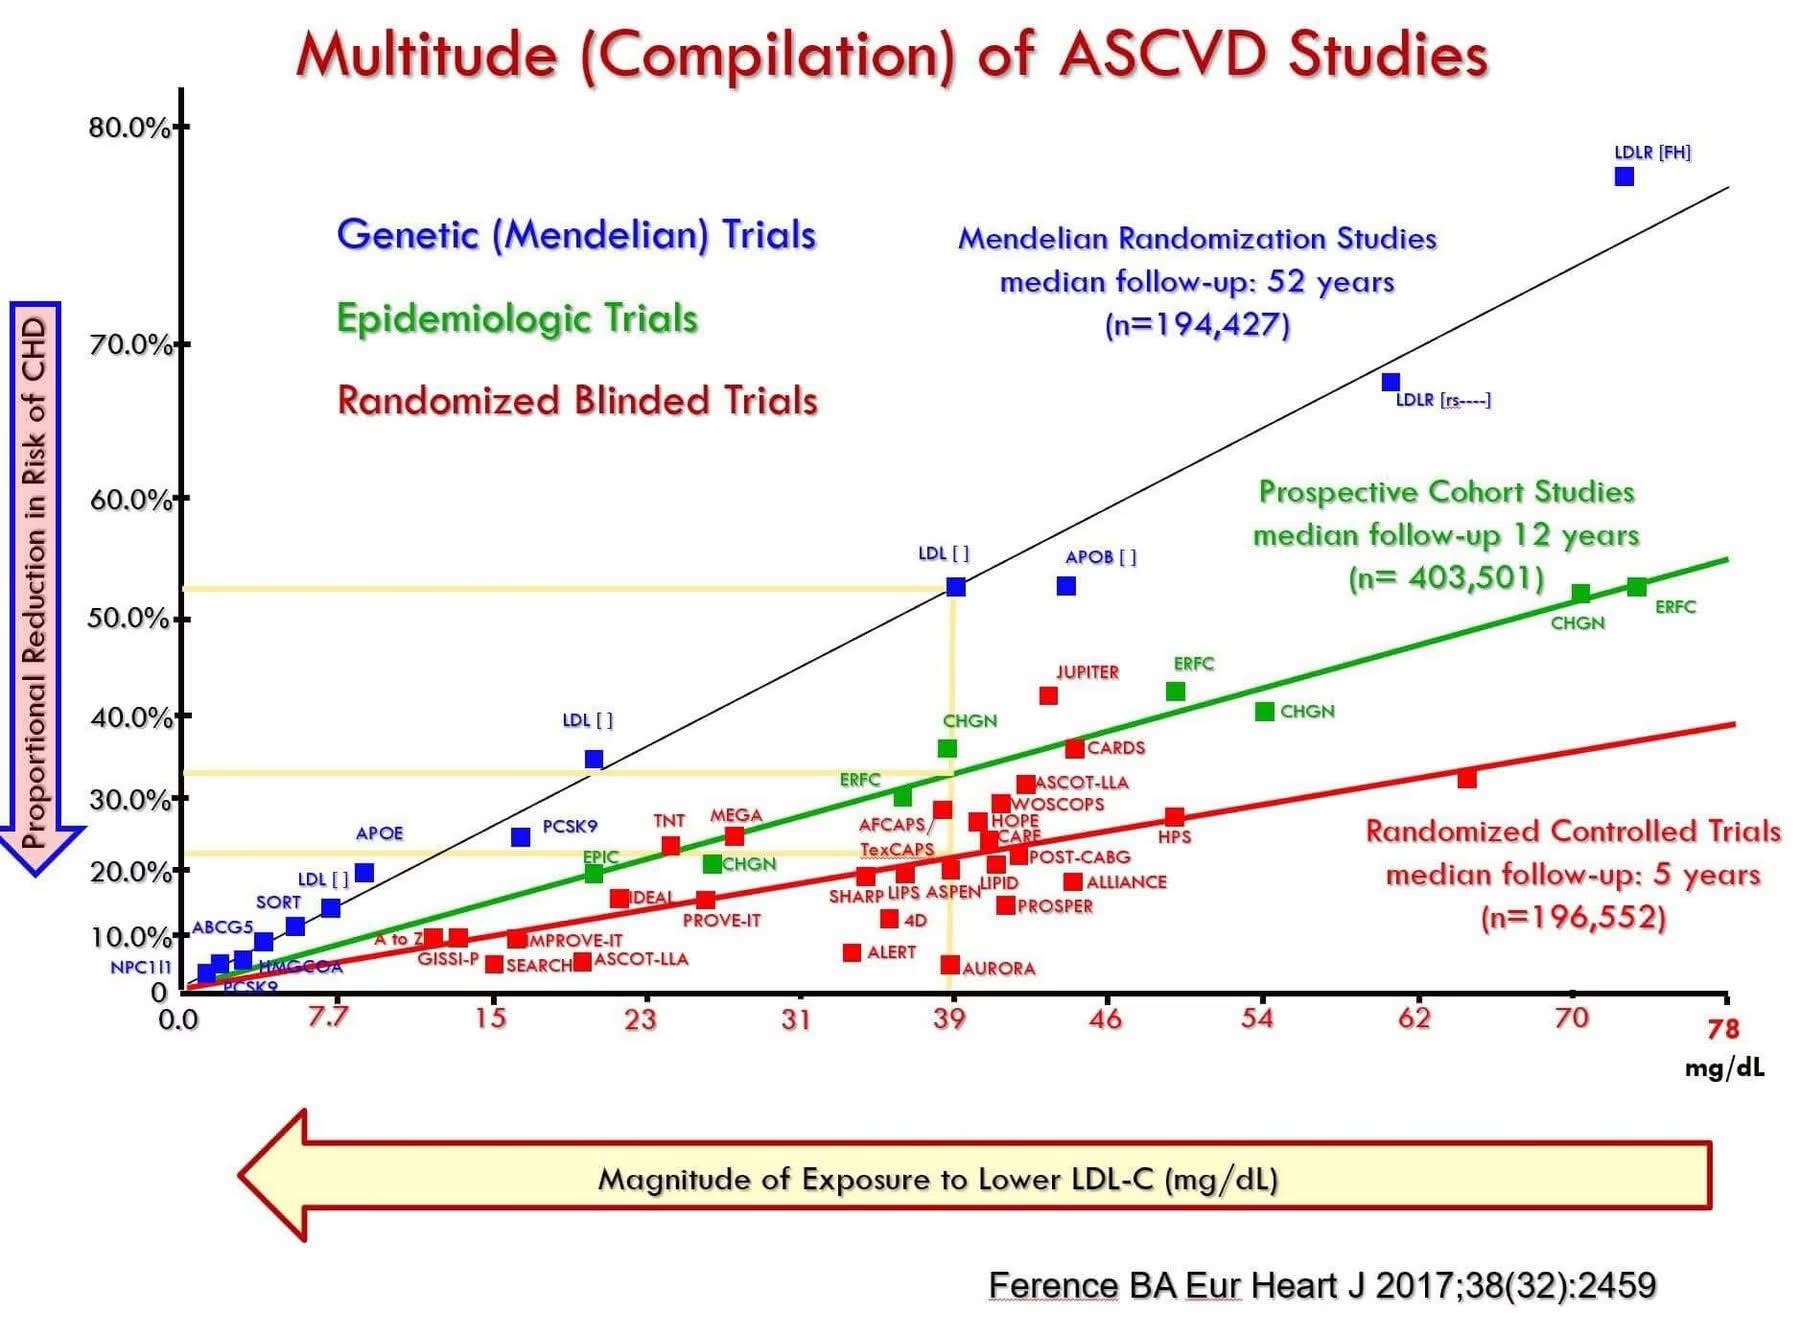 Multitude (Compilation) of ASCVD Studies
80.0%
70.0%
60.0%
50.0%
40.0%
30.0%
20.0%
10.0%
0
Proportional Reduction in Risk of CHD
Genetic (Mendelian) Trials
Epidemiologic Trials
Randomized Blinded Trials
Mendelian Randomization Studies
median follow-up: 52 years
(n=194,427)
LDLR [FH]
LDLR [rs----]
Prospective Cohort Studies
median follow-up 12 years
(n= 403,501)
CHGN
ERFC
LDL [ ]
APOB [ ]
JUPITER
ERFC
CHGN
CHGN
CARDS
LDL [ ]
ERFC
ASCOT-LLA
WOSCOPS
AFCAPS/
TexCAPS
HOPE
CARE
HPS
TNT
MEGA
APOE
PCSK9
EPIC
CHGN
POST-CABG
Randomized Controlled Trials
median follow-up: 5 years
(n=196,552)
LDL [ ]
SORT
ABCG5
IDEAL
PROVE-IT
SHARP
LIPS
ASPEN
LIPID
ALLIANCE
PROSPER
4D
A to Z
GISSI-P
IMPROVE-IT
SEARCH
ASCOT-LLA
ALERT
AURORA
NPC1l1
HMGCOA
PCSK9
0.0
7.7
15
23
31
39
46
54
62
70
78
mg/dL
Magnitude of Exposure to Lower LDL-C (mg/dL)
Ference BA Eur Heart J 2017;38(32):2459